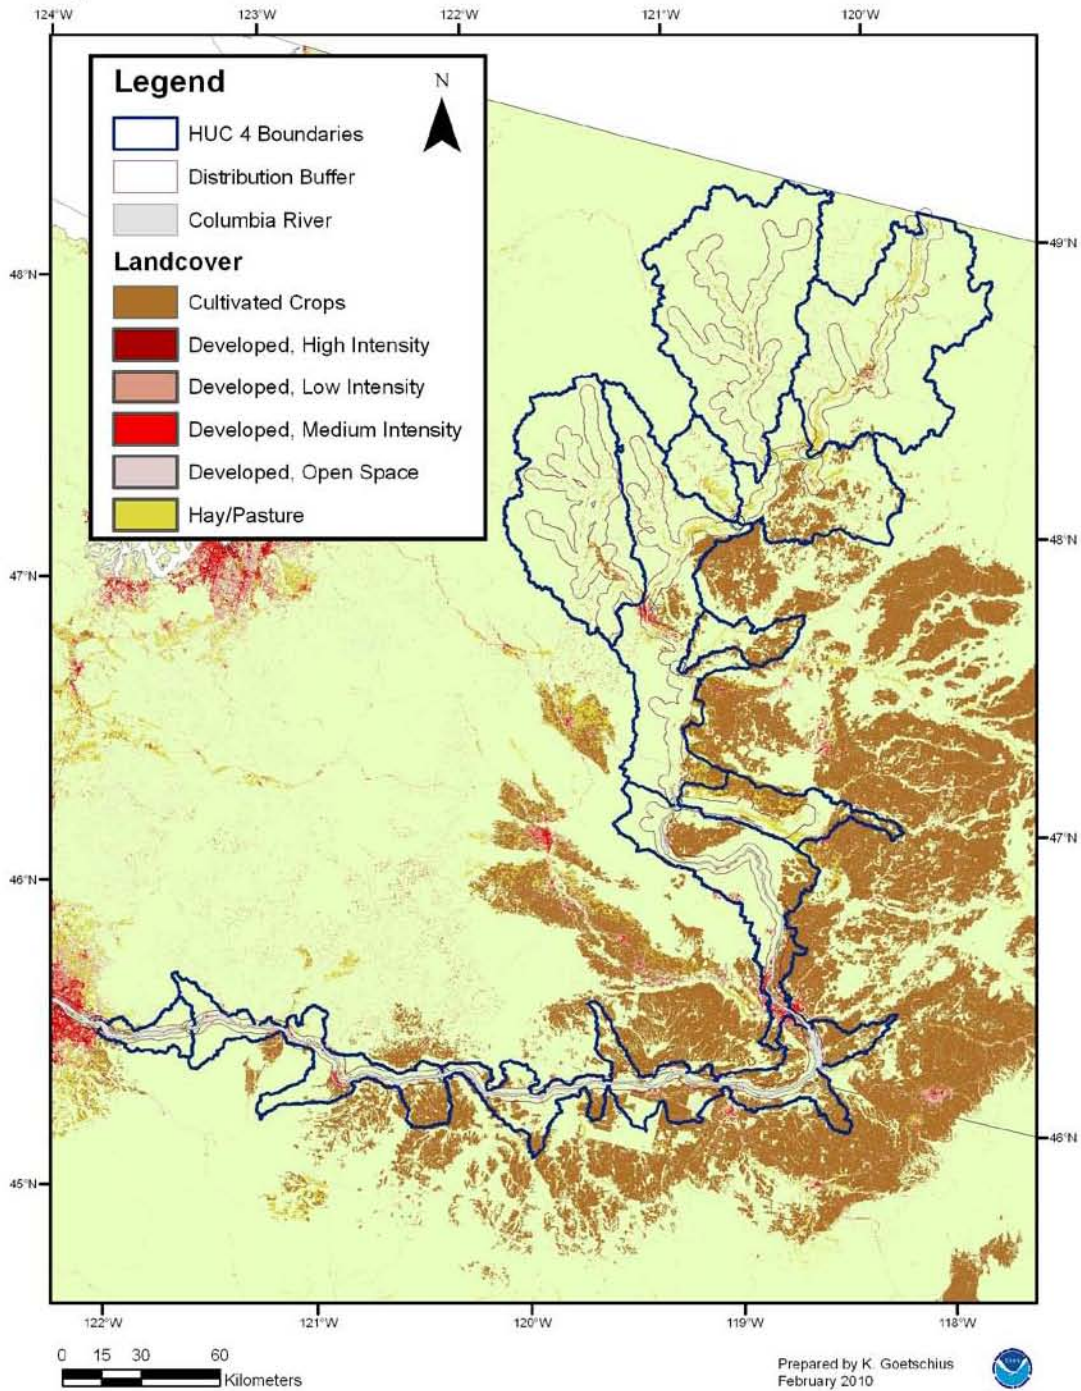 124°W 123°W 122°W 121°W 120°W
Legend
N
HUC 4 Boundaries
Distribution Buffer
Columbia River
Landcover
Cultivated Crops
Developed, High Intensity
Developed, Low Intensity
Developed, Medium Intensity
Developed, Open Space
Hay/Pasture
48°N
47°N
46°N
45°N
49°N
48°N
47°N
46°N
122°W 121°W 120°W 119°W 118°W
0 15 30 60
Kilometers
Prepared by K. Goetschius
February 2010